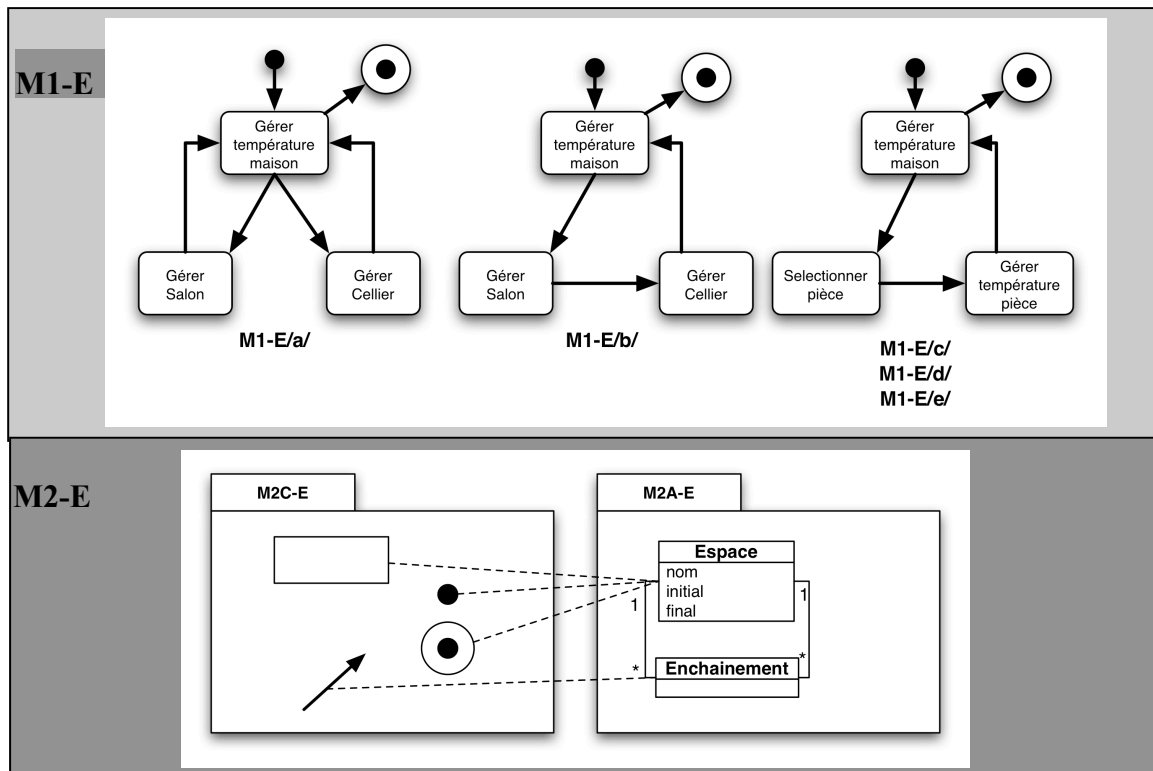 M1-E
Gérer
température
maison
Gérer
Salon
Gérer
Cellier
M1-E/a/
Gérer
température
maison
Gérer
Salon
Gérer
Cellier
M1-E/b/
Gérer
température
maison
Selectionner
pièce
Gérer
température
pièce
M1-E/c/
M1-E/d/
M1-E/e/
M2-E
M2C-E
M2A-E
Espace
nom
initial
final
1
1
*
*
Enchainement